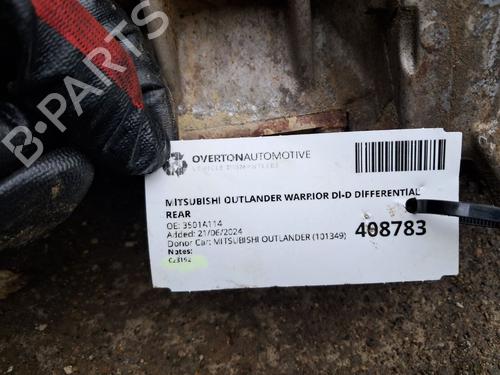 B-PARTS
OVERTONAUTOMOTIVE
VEHICLE DISMANTLERS
MITSUBISHI OUTLANDER WARRIOR DI-D DIFFERENTIAL
REAR
OE: 3501A114
Added: 21/06/2024
Donor Car: MITSUBISHI OUTLANDER (101349)
408783
Notes: